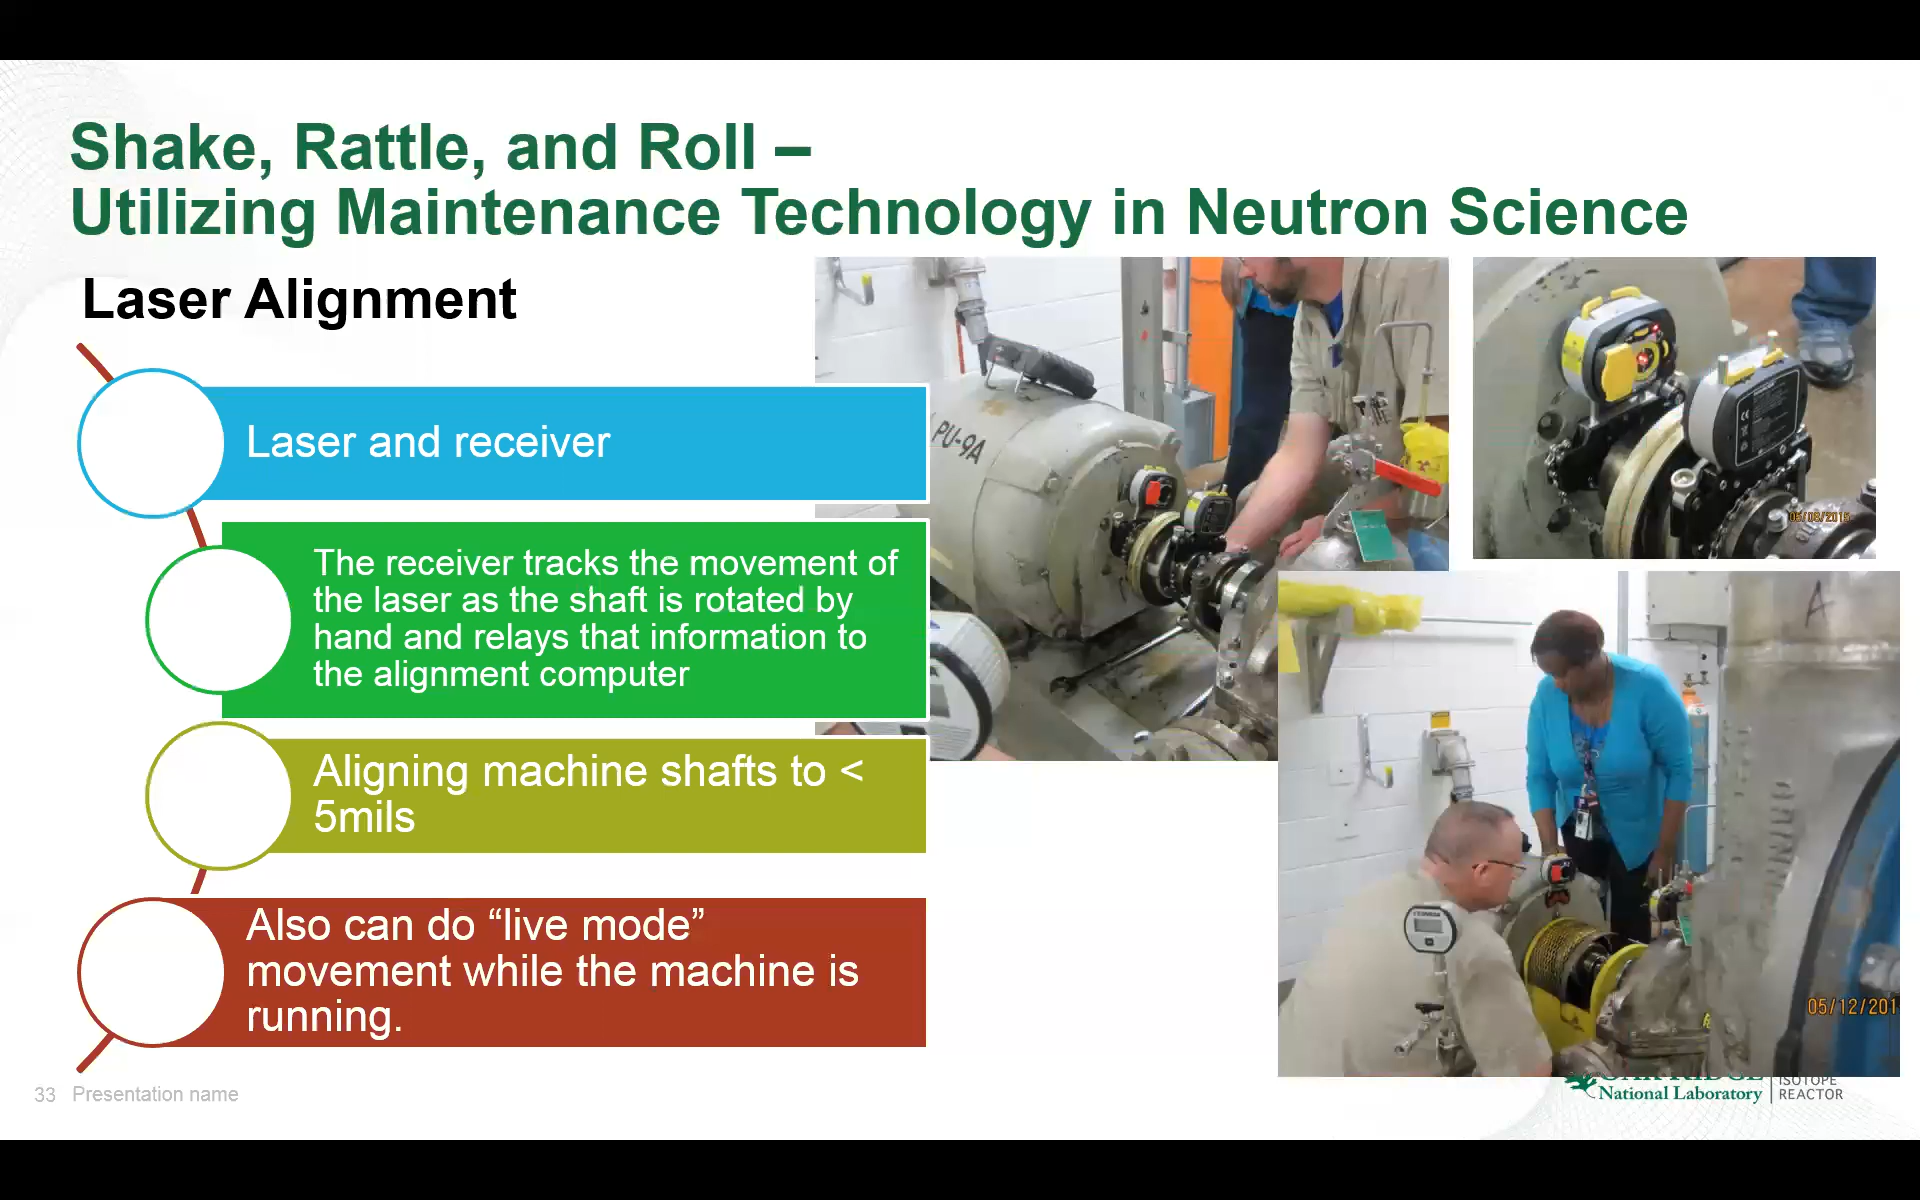 Shake, Rattle, and Roll –
Utilizing Maintenance Technology in Neutron Science
Laser Alignment
Laser and receiver
The receiver tracks the movement of
the laser as the shaft is rotated by
hand and relays that information to
the alignment computer
Aligning machine shafts to <
5mils
Also can do “live mode”
movement while the machine is
running.
PU-9A
A
05/12/201
33 Presentation name
National Laboratory
ISOTOPE
REACTOR